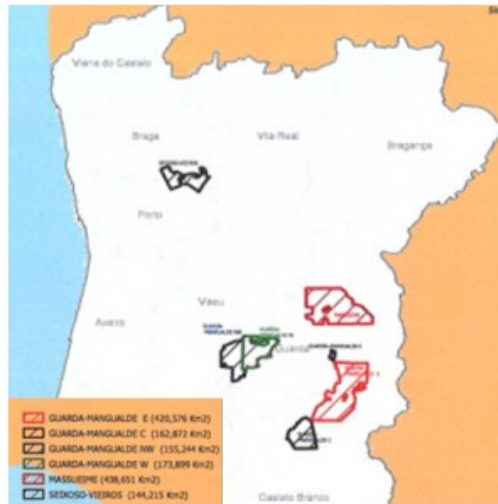 Viana do Castelo
Braga
Vila Real
Bragança
Porto
Viseu
Aveiro
Guarda
Castelo Branco
GUARDA-MANGUALDE E (420,576 Km2)
GUARDA-MANGUALDE C (162,872 Km2)
GUARDA-MANGUALDE NW (155,244 Km2)
GUARDA-MANGUALDE W (173,899 Km2)
MASSUEIME (438,651 Km2)
SEIXOSO-VIEIROS (144,215 Km2)